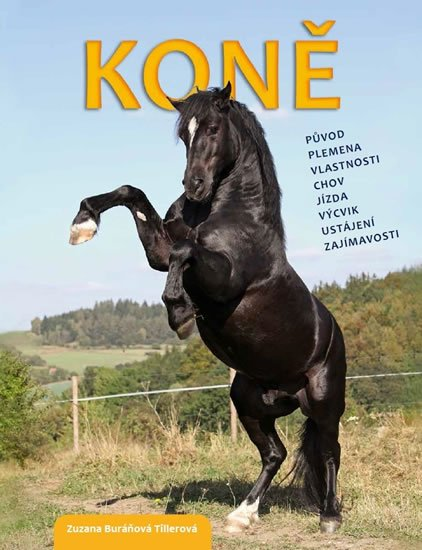 KONĚ
PŮVOD
PLEMENA
VLASTNOSTI
CHOV
JÍZDA
VÝCVIK
USTÁJENÍ
ZAJÍMAVOSTI
Zuzana Buráňová Tillerová